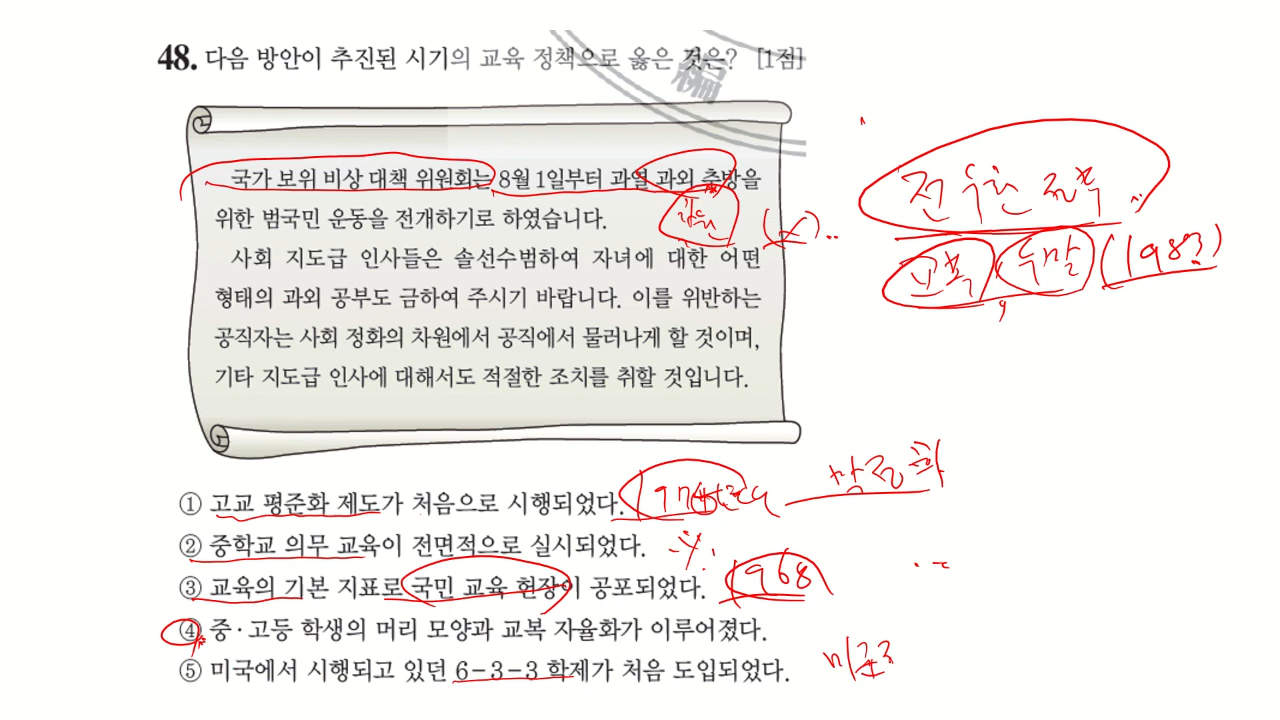 48. 다음 방안이 추진된 시기의 교육 정책으로 옳은 것은? [1점]
編
국가 보위 비상 대책 위원회는 8월 1일부터 과열 과외 추방을
위한 범국민 운동을 전개하기로 하였습니다.
사회 지도급 인사들은 솔선수범하여 자녀에 대한 어떤
형태의 과외 공부도 금하여 주시기 바랍니다. 이를 위반하는
공직자는 사회 정화의 차원에서 공직에서 물러나게 할 것이며,
기타 지도급 인사에 대해서도 적절한 조치를 취할 것입니다.
전두환 정부
교복, 두발 (1983)
① 고교 평준화 제도가 처음으로 시행되었다. 1974 박정희
② 중학교 의무 교육이 전면적으로 실시되었다.
③ 교육의 기본 지표로 국민 교육 헌장이 공포되었다. 1968
④ 중·고등 학생의 머리 모양과 교복 자율화가 이루어졌다.
⑤ 미국에서 시행되고 있던 6-3-3 학제가 처음 도입되었다. 미군정